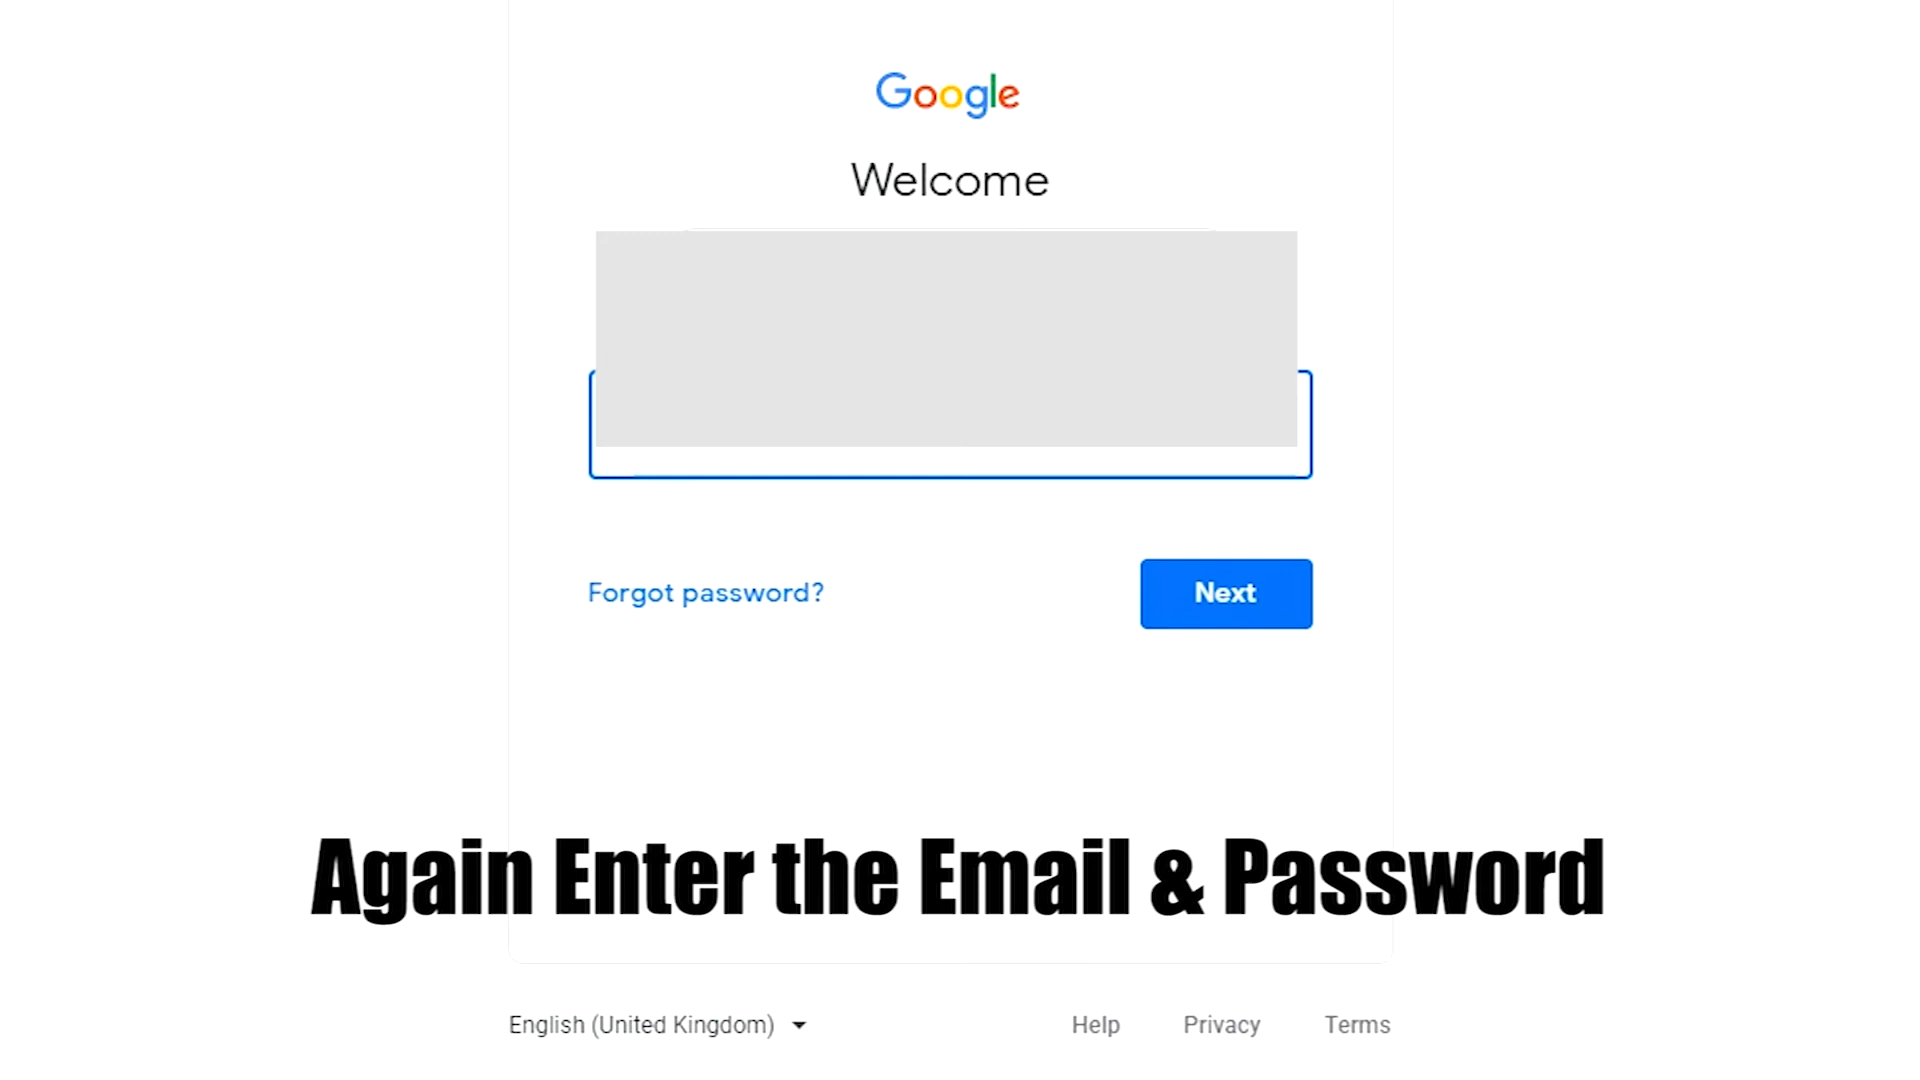 Google
Welcome
Forgot password?
Next
Again Enter the Email & Password
English (United Kingdom)
Help
Privacy
Terms